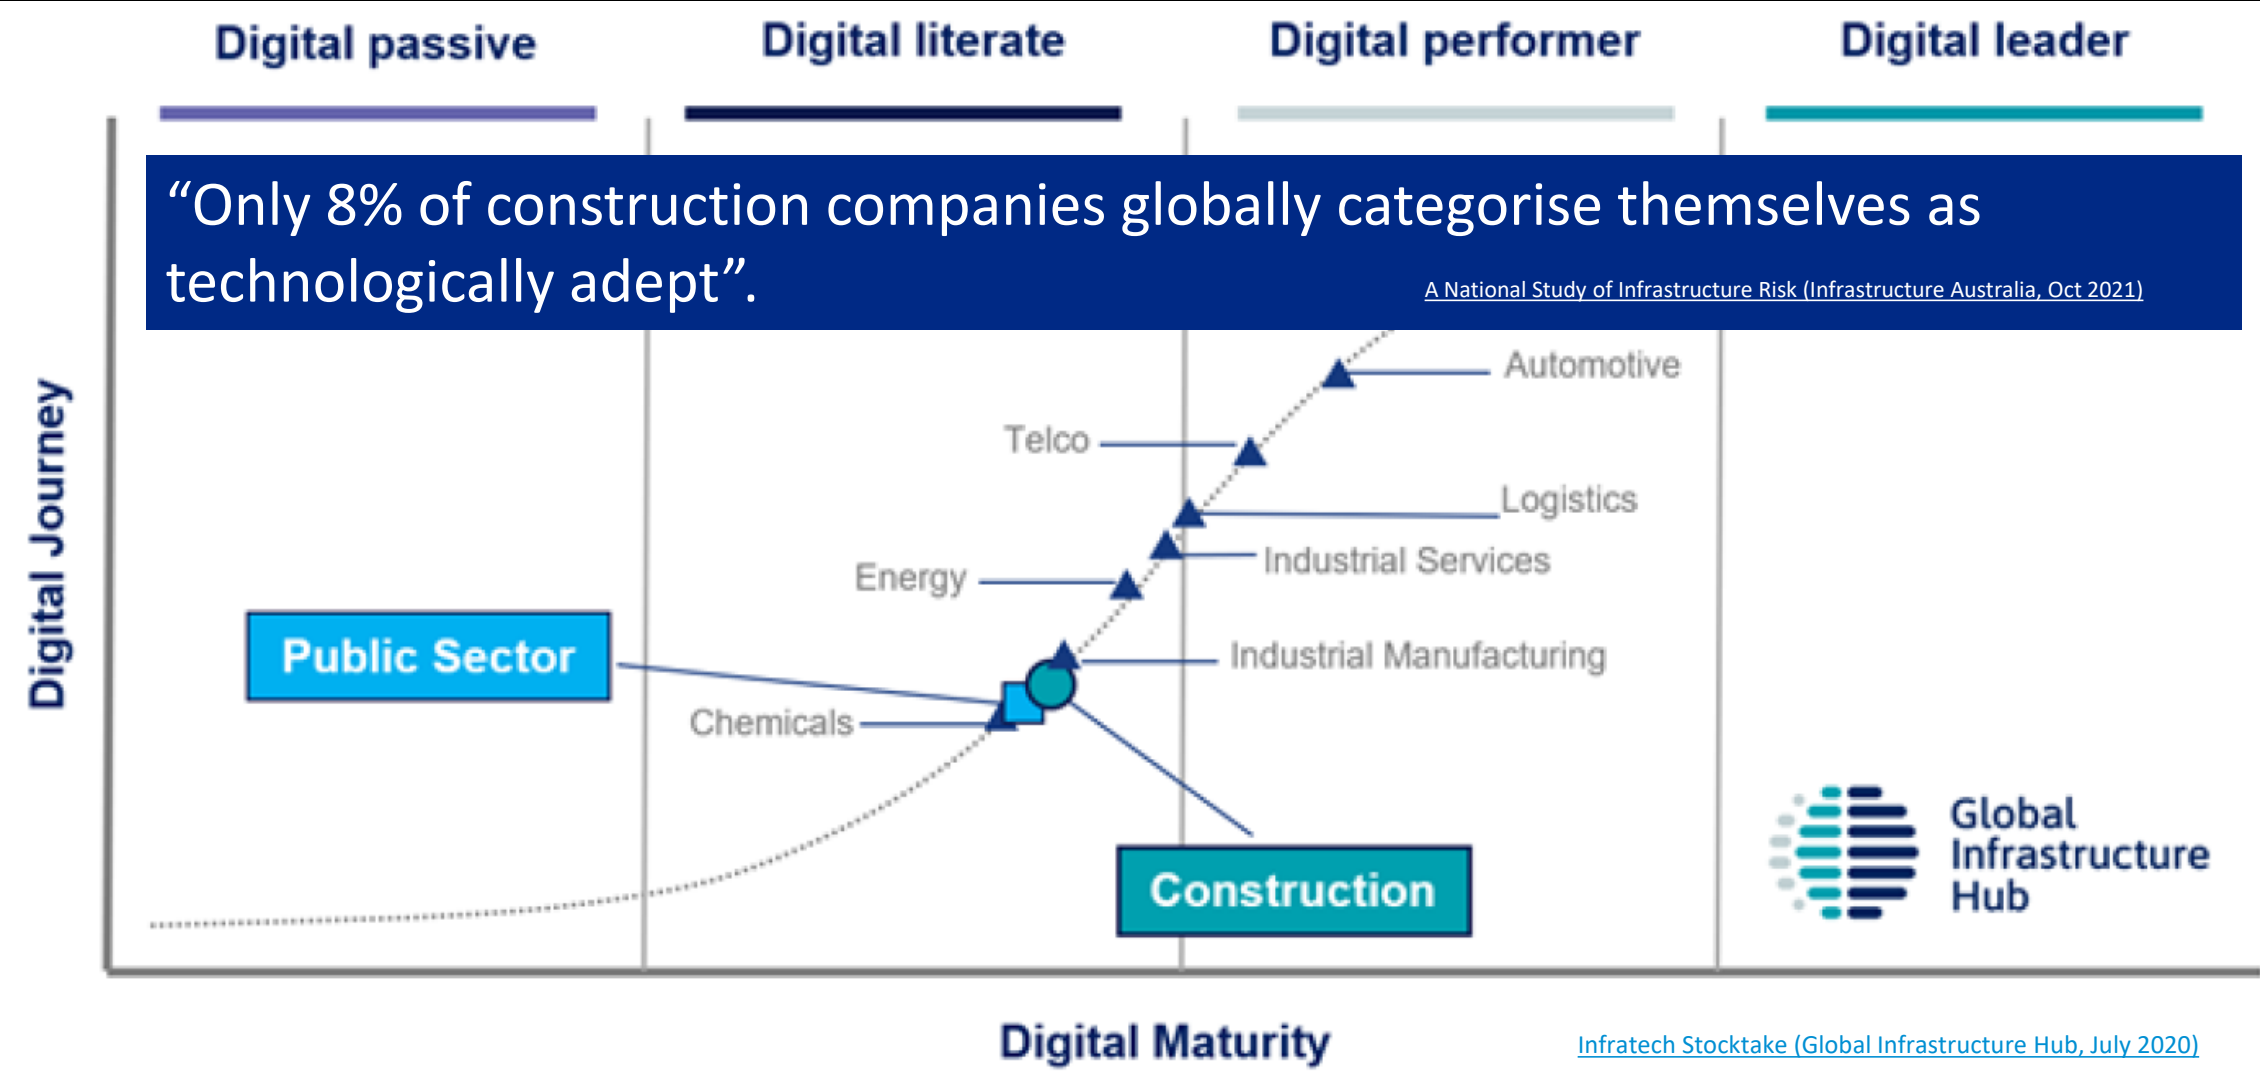 Digital passive
Digital literate
Digital performer
Digital leader
“Only 8% of construction companies globally categorise themselves as
technologically adept”.
A National Study of Infrastructure Risk (Infrastructure Australia, Oct 2021)
Automotive
Telco
Logistics
Industrial Services
Energy
Public Sector
Industrial Manufacturing
Chemicals
Construction
Digital Journey
Global
Infrastructure
Hub
Digital Maturity
Infratech Stocktake (Global Infrastructure Hub, July 2020)